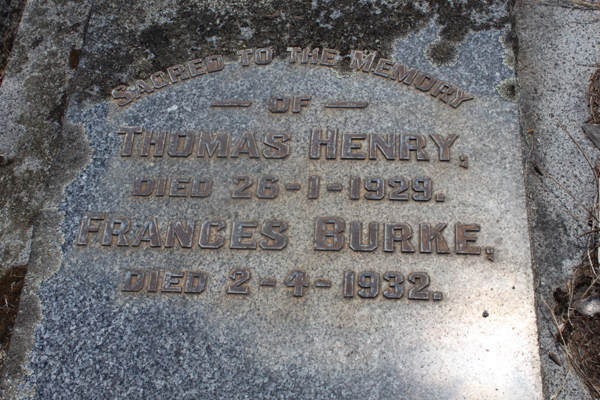 SACRED TO THE MEMORY
— OF —
THOMAS HENRY,
DIED 26-1-1929.
FRANCES BURKE,
DIED 2-4-1932.